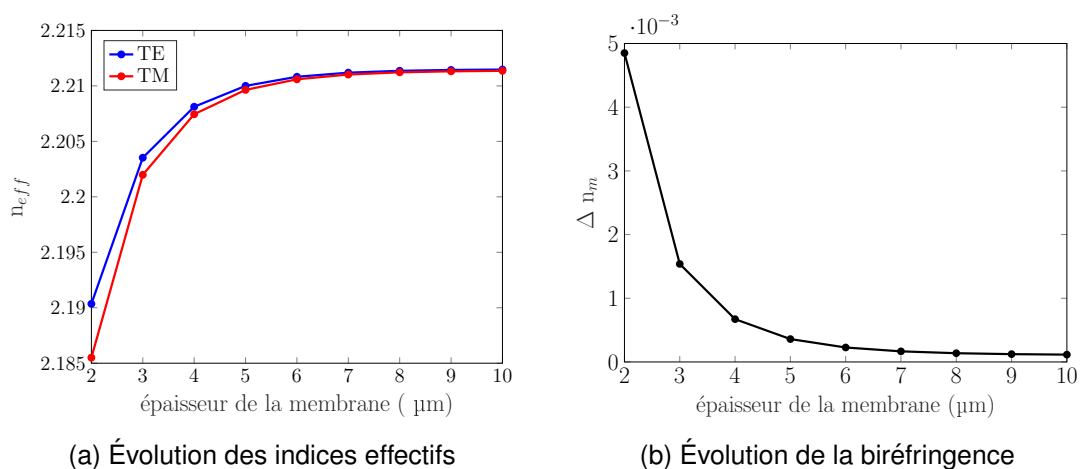 2.215
2.21
2.205
2.2
2.195
2.19
2.185
n_{eff}
TE
TM
2 3 4 5 6 7 8 9 10
épaisseur de la membrane ( µm)
(a) Évolution des indices effectifs
·10^{−3}
5
4
3
2
1
0
Δ n_m
2 3 4 5 6 7 8 9 10
épaisseur de la membrane (µm)
(b) Évolution de la biréfringence